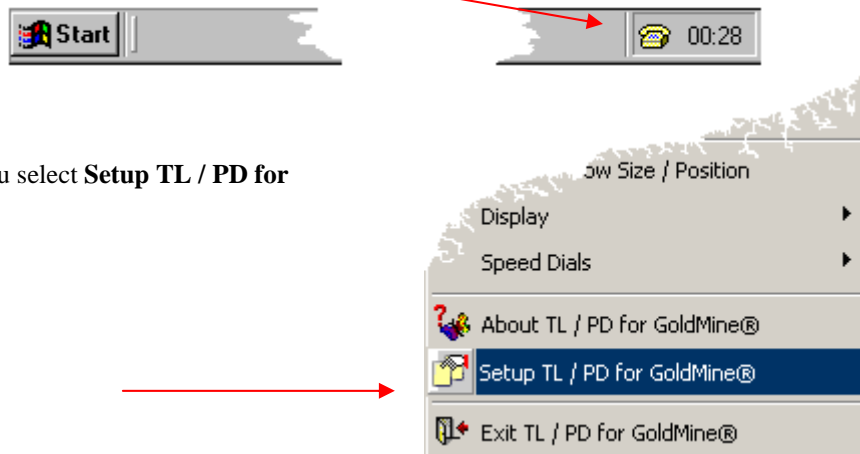 Start
00:28
Size / Position
u select Setup TL / PD for
Display
Speed Dials
About TL / PD for GoldMine®
Setup TL / PD for GoldMine®
Exit TL / PD for GoldMine®